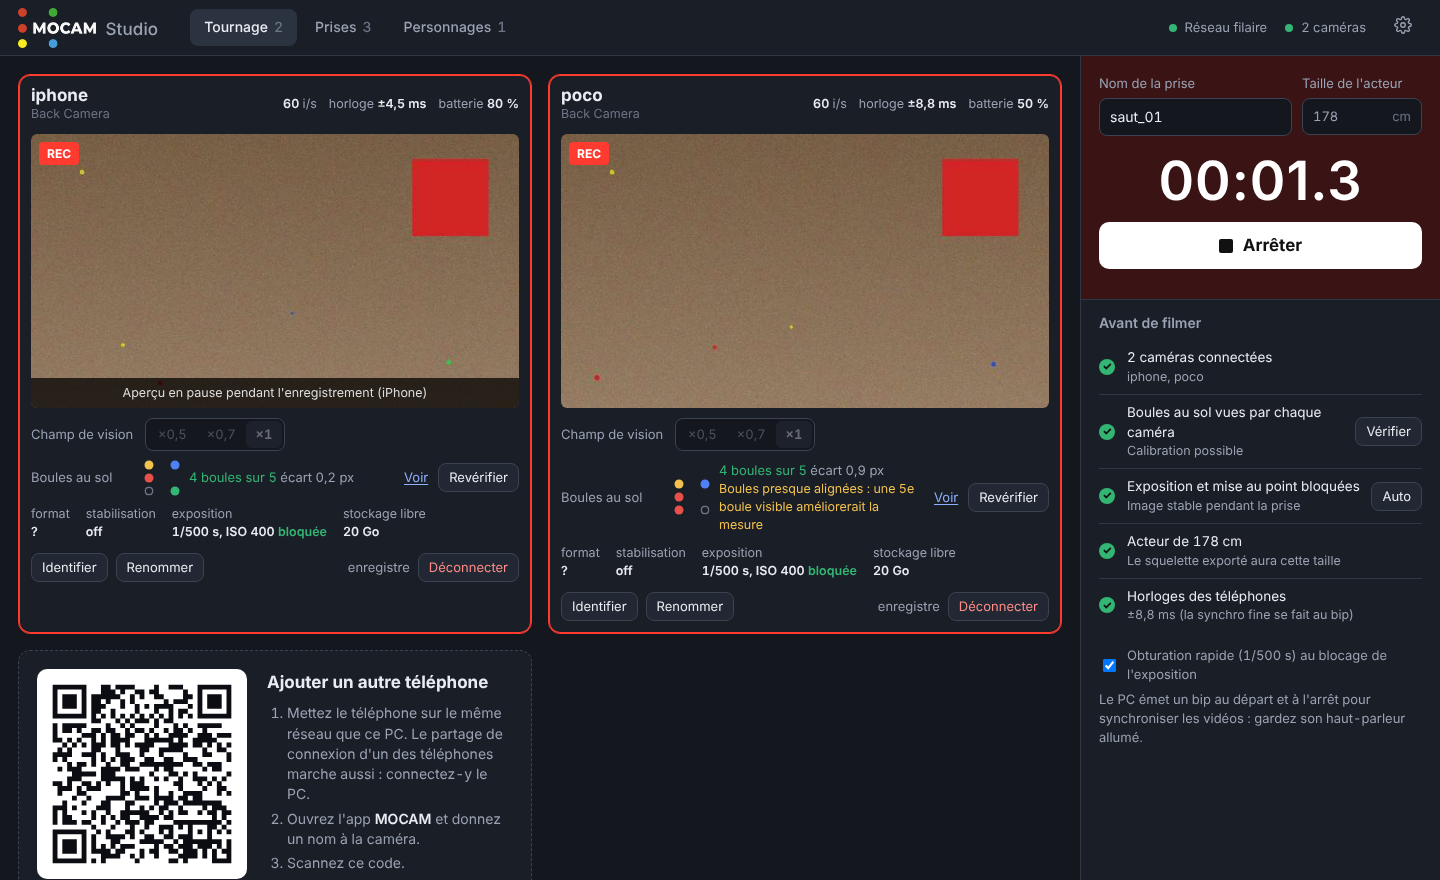 MOCAM Studio
Tournage 2
Prises 3
Personnages 1
Réseau filaire
2 caméras
iphone
Back Camera
60 i/s horloge ±4,5 ms batterie 80 %
REC
Aperçu en pause pendant l'enregistrement (iPhone)
Champ de vision ×0,5 ×0,7 ×1
Boules au sol
4 boules sur 5 écart 0,2 px
Voir
Revérifier
format stabilisation exposition stockage libre
? off 1/500 s, ISO 400 bloquée 20 Go
Identifier
Renommer
enregistre
Déconnecter
poco
Back Camera
60 i/s horloge ±8,8 ms batterie 50 %
REC
Champ de vision ×0,5 ×0,7 ×1
Boules au sol
4 boules sur 5 écart 0,9 px
Boules presque alignées : une 5e
boule visible améliorerait la
mesure
Voir
Revérifier
format stabilisation exposition stockage libre
? off 1/500 s, ISO 400 bloquée 20 Go
Identifier
Renommer
enregistre
Déconnecter
Ajouter un autre téléphone
1. Mettez le téléphone sur le même
réseau que ce PC. Le partage de
connexion d'un des téléphones
marche aussi : connectez-y le
PC.
2. Ouvrez l'app MOCAM et donnez
un nom à la caméra.
3. Scannez ce code.
Nom de la prise
saut_01
Taille de l'acteur
178 cm
00:01.3
Arrêter
Avant de filmer
2 caméras connectées
iphone, poco
Boules au sol vues par chaque
caméra
Calibration possible
Vérifier
Exposition et mise au point bloquées
Image stable pendant la prise
Auto
Acteur de 178 cm
Le squelette exporté aura cette taille
Horloges des téléphones
±8,8 ms (la synchro fine se fait au bip)
Obturation rapide (1/500 s) au blocage de
l'exposition
Le PC émet un bip au départ et à l'arrêt pour
synchroniser les vidéos : gardez son haut-parleur
allumé.